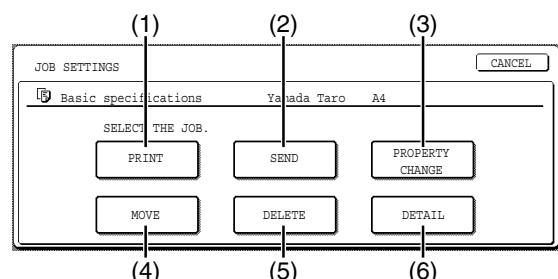 (1) (2) (3)
JOB SETTINGS CANCEL
Basic specifications Yamada Taro A4
SELECT THE JOB.
PRINT SEND PROPERTY
CHANGE
MOVE DELETE DETAIL
(4) (5) (6)